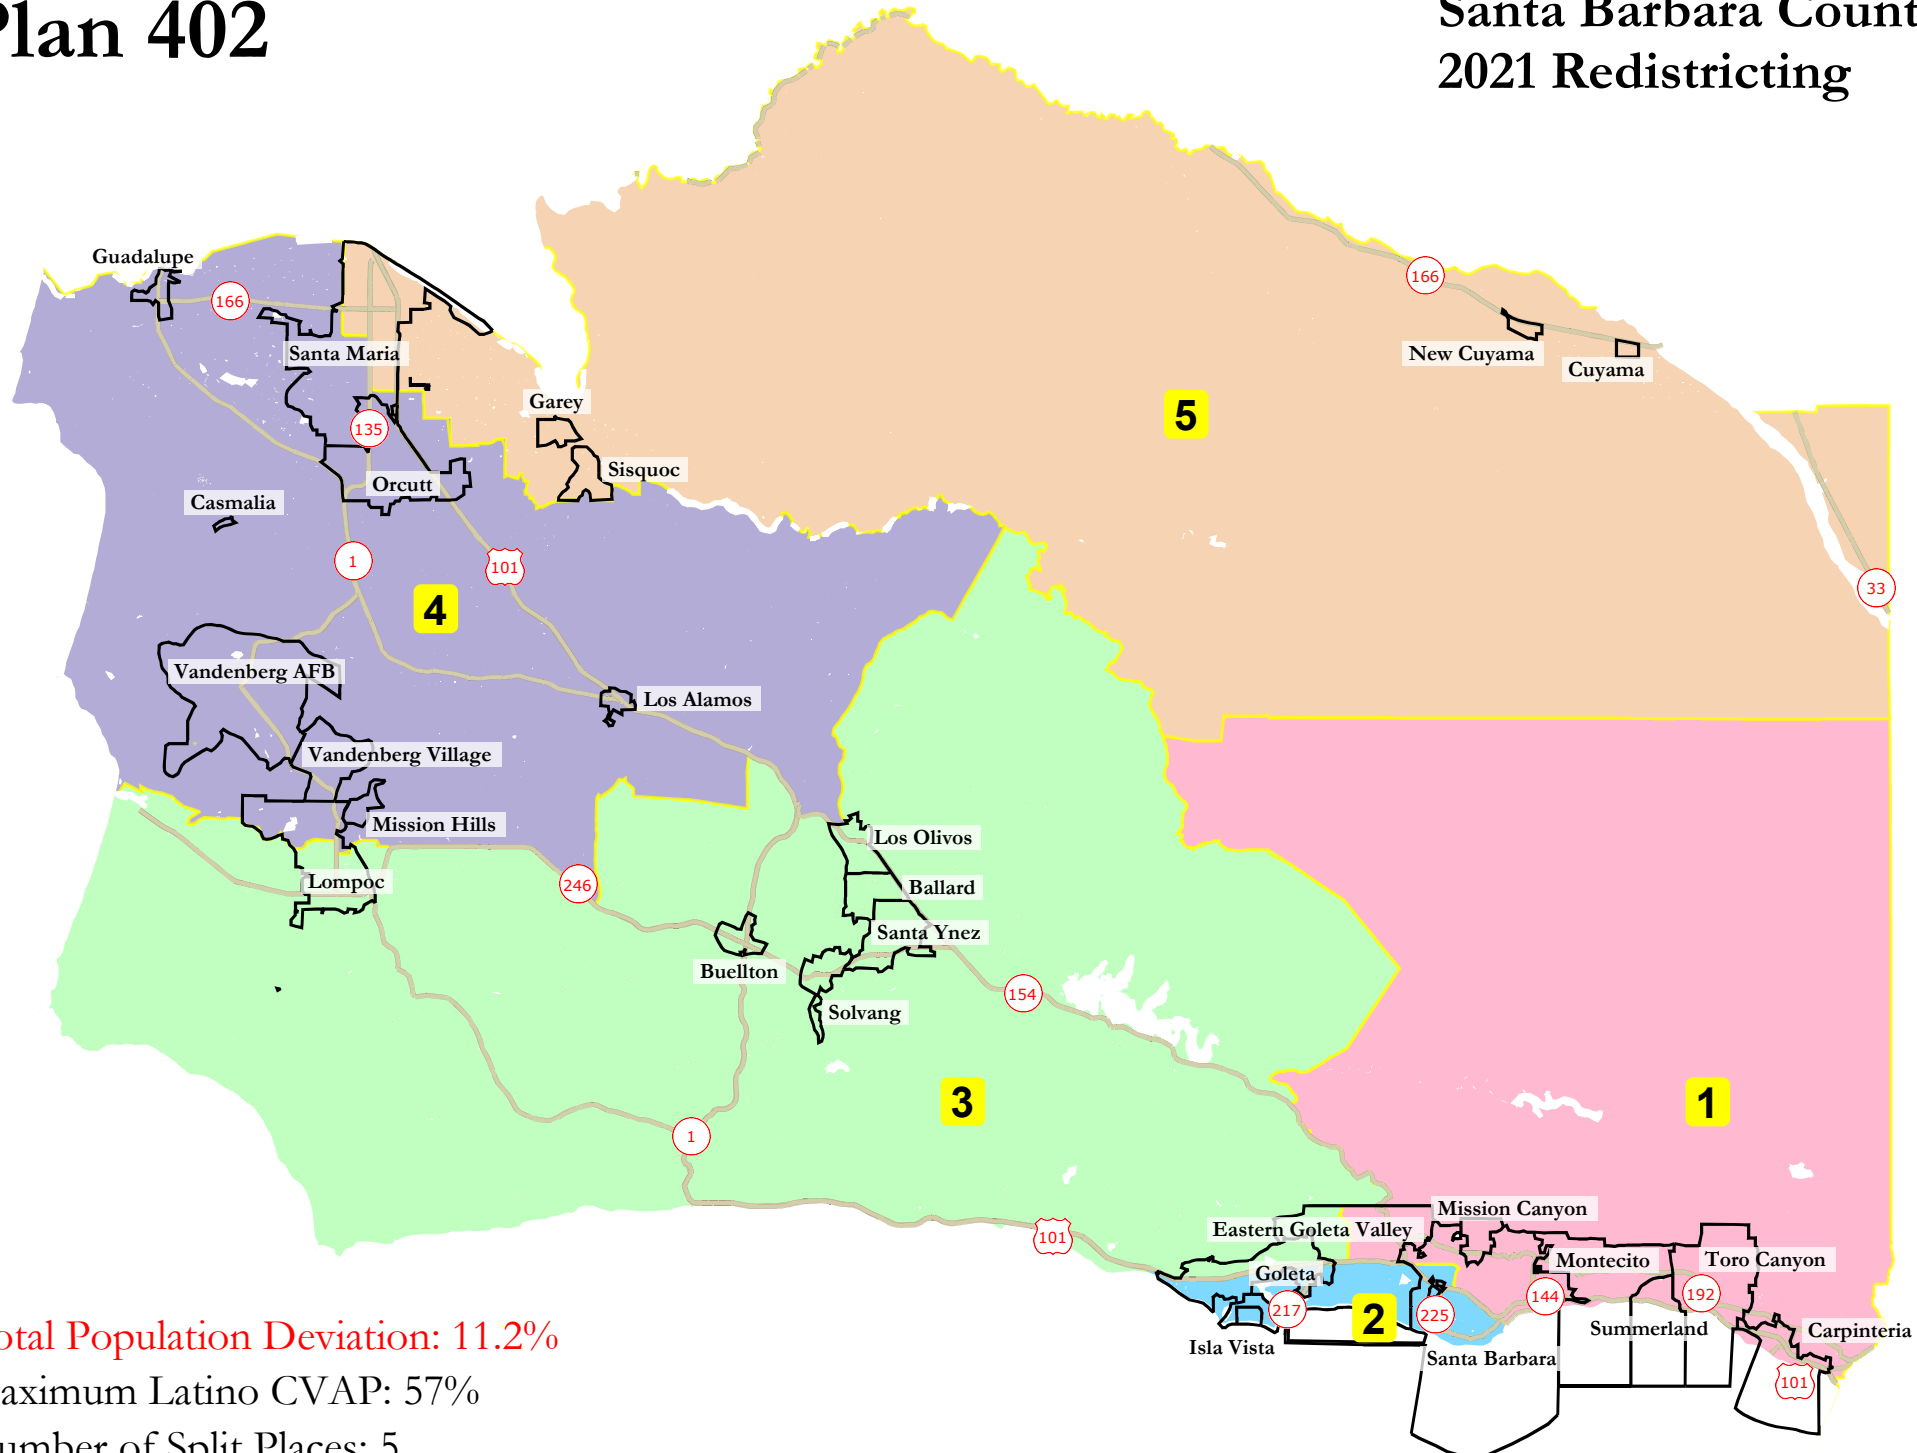 Plan 402
Santa Barbara Count
2021 Redistricting
Guadalupe
166
166
Santa Maria
New Cuyama
Cuyama
Garey
5
135
Sisquoc
Orcutt
Casmalia
1
101
33
4
Vandenberg AFB
Los Alamos
Vandenberg Village
Mission Hills
Los Olivos
Lompoc
246
Ballard
Santa Ynez
Buellton
154
Solvang
3
1
1
Mission Canyon
Eastern Goleta Valley
101
Montecito
Toro Canyon
Goleta
217
2
225
144
192
Summerland
Carpinteria
Isla Vista
Santa Barbara
101
otal Population Deviation: 11.2%
aximum Latino CVAP: 57%
umber of Split Places: 5